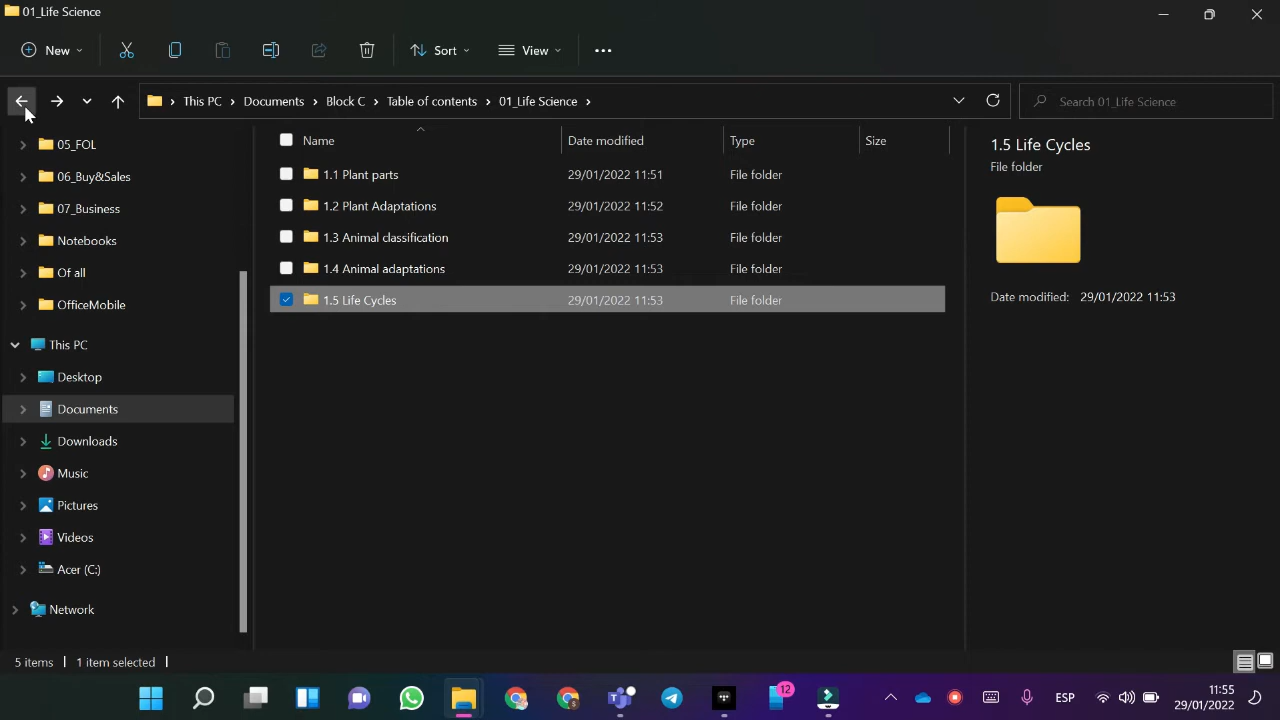 01_Life Science
New
Sort
View
This PC
Documents
Block C
Table of contents
01_Life Science
Search 01_Life Science
05_FOL
06_Buy&Sales
07_Business
Notebooks
Of all
OfficeMobile
This PC
Desktop
Documents
Downloads
Music
Pictures
Videos
Acer (C:)
Network
Name Date modified Type Size
1.1 Plant parts 29/01/2022 11:51 File folder
1.2 Plant Adaptations 29/01/2022 11:52 File folder
1.3 Animal classification 29/01/2022 11:53 File folder
1.4 Animal adaptations 29/01/2022 11:53 File folder
1.5 Life Cycles 29/01/2022 11:53 File folder
1.5 Life Cycles
File folder
Date modified: 29/01/2022 11:53
5 items 1 item selected
12
ESP
11:55
29/01/2022